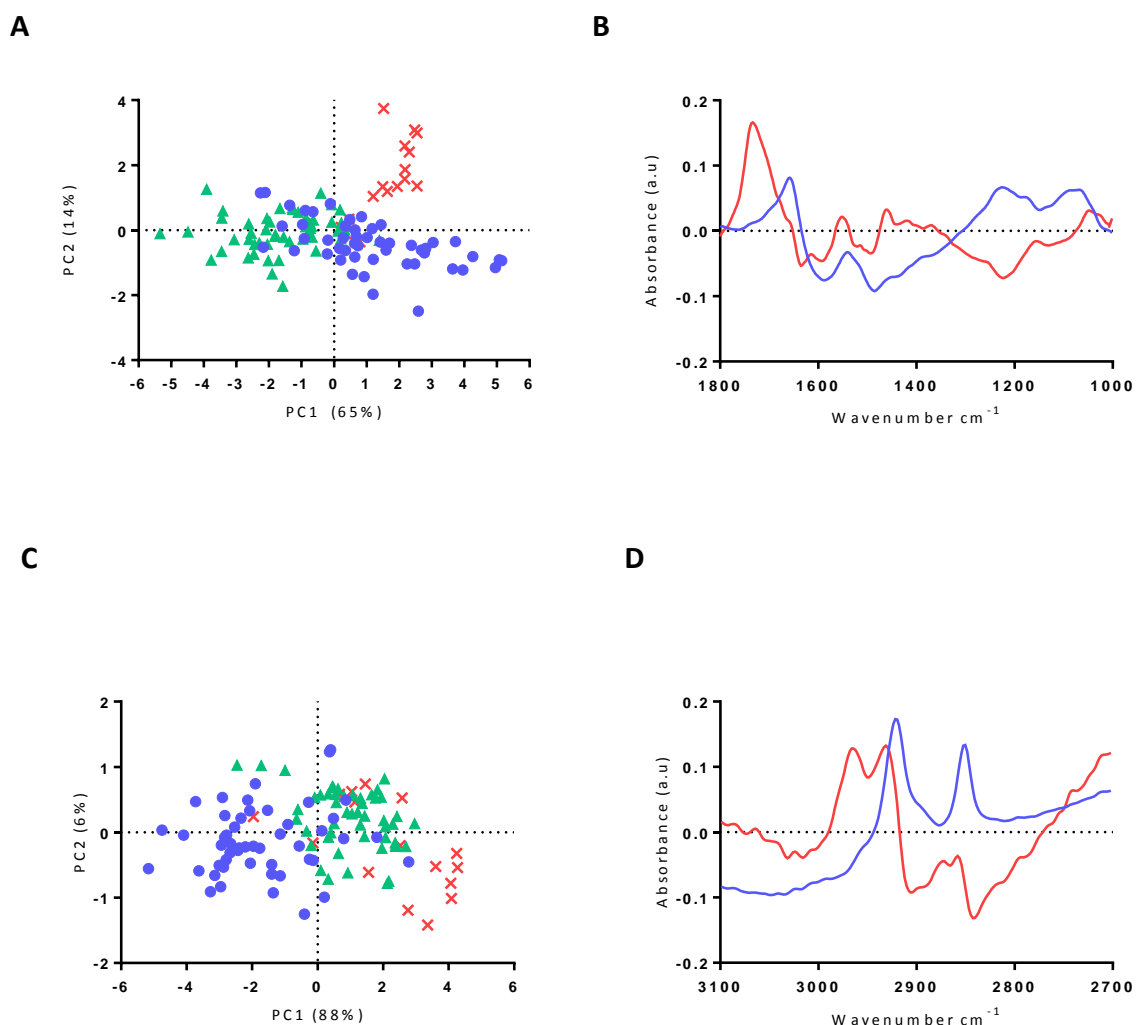 A
B
4
2
0
-2
-4
PC2 (14%)
-6 -5 -4 -3 -2 -1 0 1 2 3 4 5 6
PC1 (65%)
0.2
0.1
0.0
-0.1
-0.2
Absorbance (a.u)
1800 1600 1400 1200 1000
Wavenumber cm⁻¹
C
D
2
1
0
-1
-2
PC2 (6%)
-6 -4 -2 0 2 4 6
PC1 (88%)
0.2
0.1
0.0
-0.1
-0.2
Absorbance (a.u)
3100 3000 2900 2800 2700
Wavenumber cm⁻¹